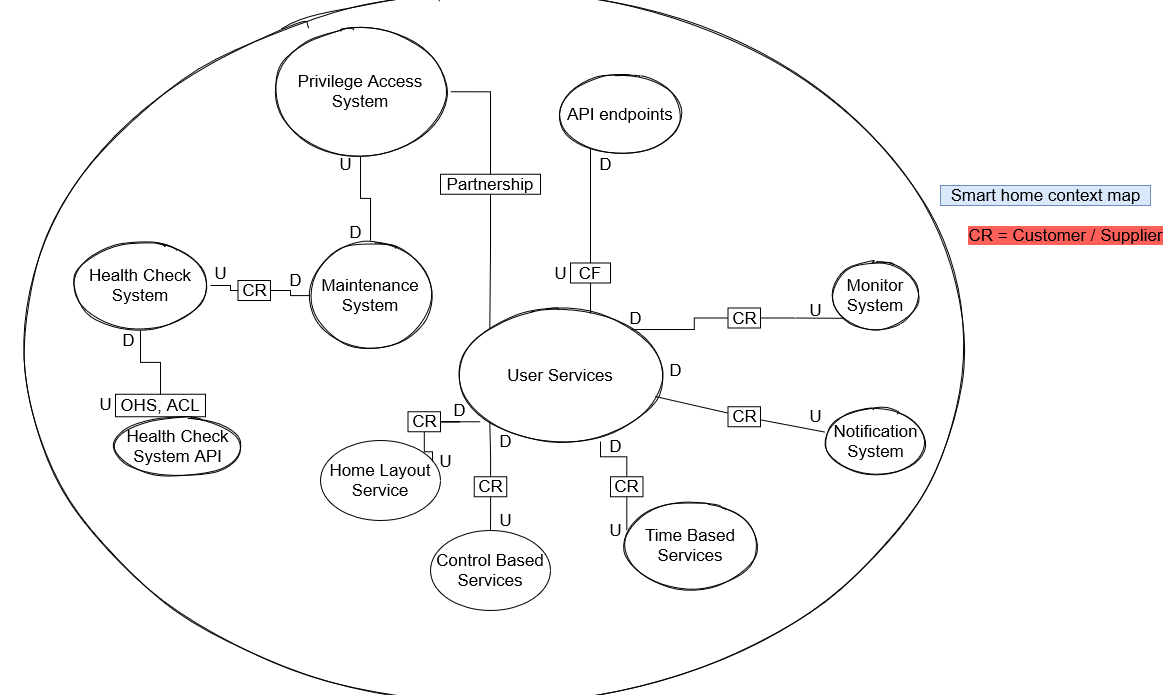 Privilege Access
System
API endpoints
U
D
Partnership
Smart home context map
CR = Customer / Supplier
D
Health Check
System
U
CR
D
Maintenance
System
U
CF
Monitor
System
D
CR
U
D
User Services
D
U
OHS, ACL
Health Check
System API
CR
D
CR
U
Notification
System
D
D
Home Layout
Service
U
CR
CR
U
U
Time Based
Services
Control Based
Services